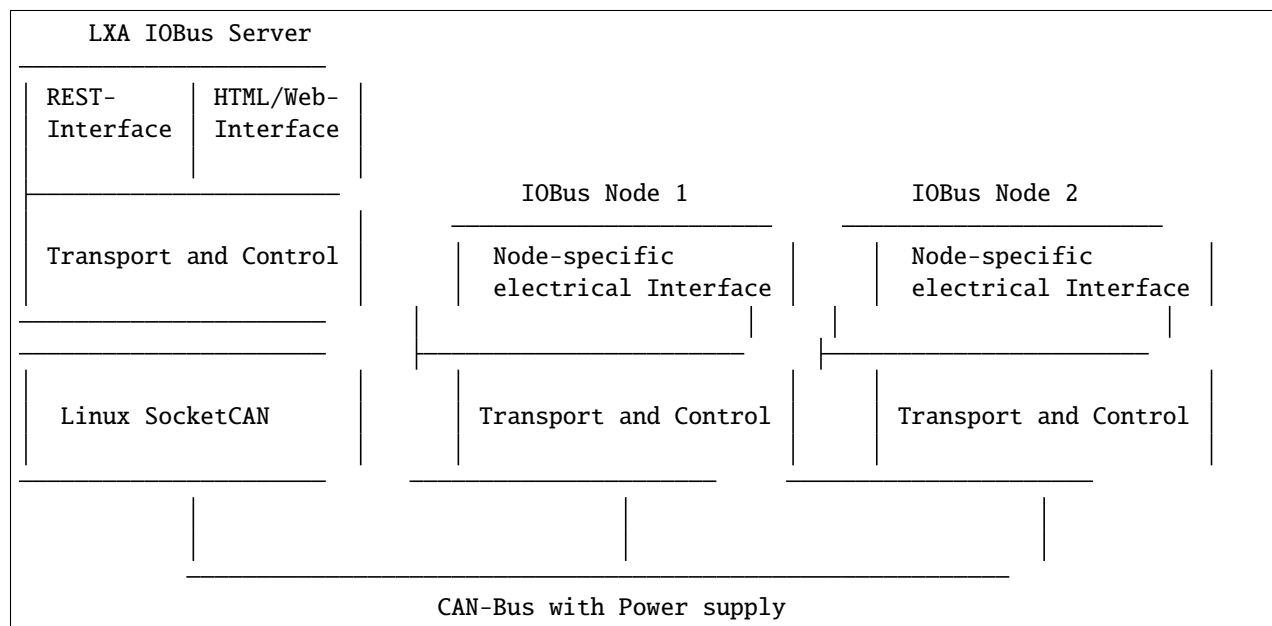 LXA IOBus Server
REST- HTML/Web-
Interface Interface
IOBus Node 1 IOBus Node 2
Transport and Control Node-specific Node-specific
electrical Interface electrical Interface
Linux SocketCAN Transport and Control Transport and Control
CAN-Bus with Power supply